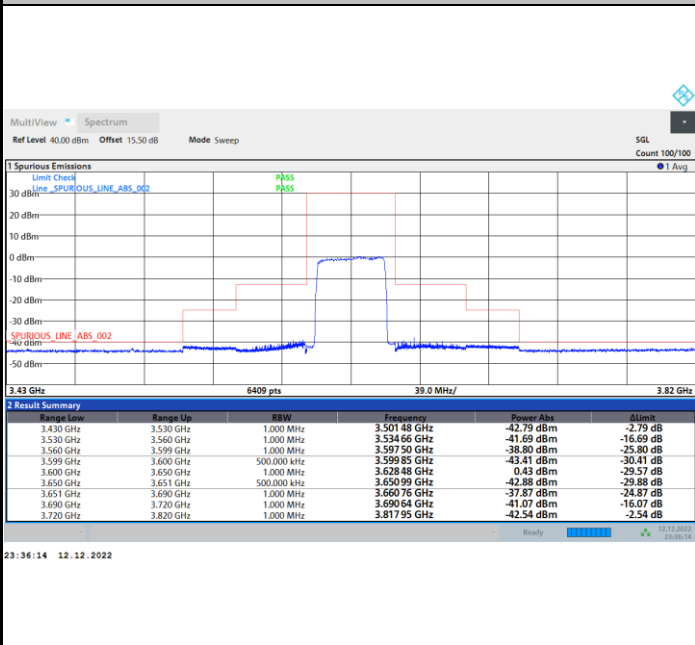 MultiView Spectrum
Ref Level 40.00 dBm Offset 15.50 dB Mode Sweep SGL
Count 100/100
1 Spurious Emissions 1 Avg
Limit Check PASS
Line _SPURIOUS_LINE_ABS_002 PASS
30 dBm
20 dBm
10 dBm
0 dBm
-10 dBm
-20 dBm
-30 dBm
_SPURIOUS_LINE_ABS_002
-40 dBm
-50 dBm
3.43 GHz 6409 pts 39.0 MHz/ 3.82 GHz
2 Result Summary
Range Low Range Up RBW Frequency Power Abs ΔLimit
3.430 GHz 3.530 GHz 1.000 MHz 3.501 48 GHz -42.79 dBm -2.79 dB
3.530 GHz 3.560 GHz 1.000 MHz 3.534 66 GHz -41.69 dBm -16.69 dB
3.560 GHz 3.599 GHz 1.000 MHz 3.597 50 GHz -38.80 dBm -25.80 dB
3.599 GHz 3.600 GHz 500.000 kHz 3.599 85 GHz -43.41 dBm -30.41 dB
3.600 GHz 3.650 GHz 1.000 MHz 3.628 48 GHz 0.43 dBm -29.57 dB
3.650 GHz 3.651 GHz 500.000 kHz 3.650 99 GHz -42.88 dBm -29.88 dB
3.651 GHz 3.690 GHz 1.000 MHz 3.660 76 GHz -37.87 dBm -24.87 dB
3.690 GHz 3.720 GHz 1.000 MHz 3.690 64 GHz -41.07 dBm -16.07 dB
3.720 GHz 3.820 GHz 1.000 MHz 3.817 95 GHz -42.54 dBm -2.54 dB
Ready 12.12.2022
23:36:14
23:36:14 12.12.2022